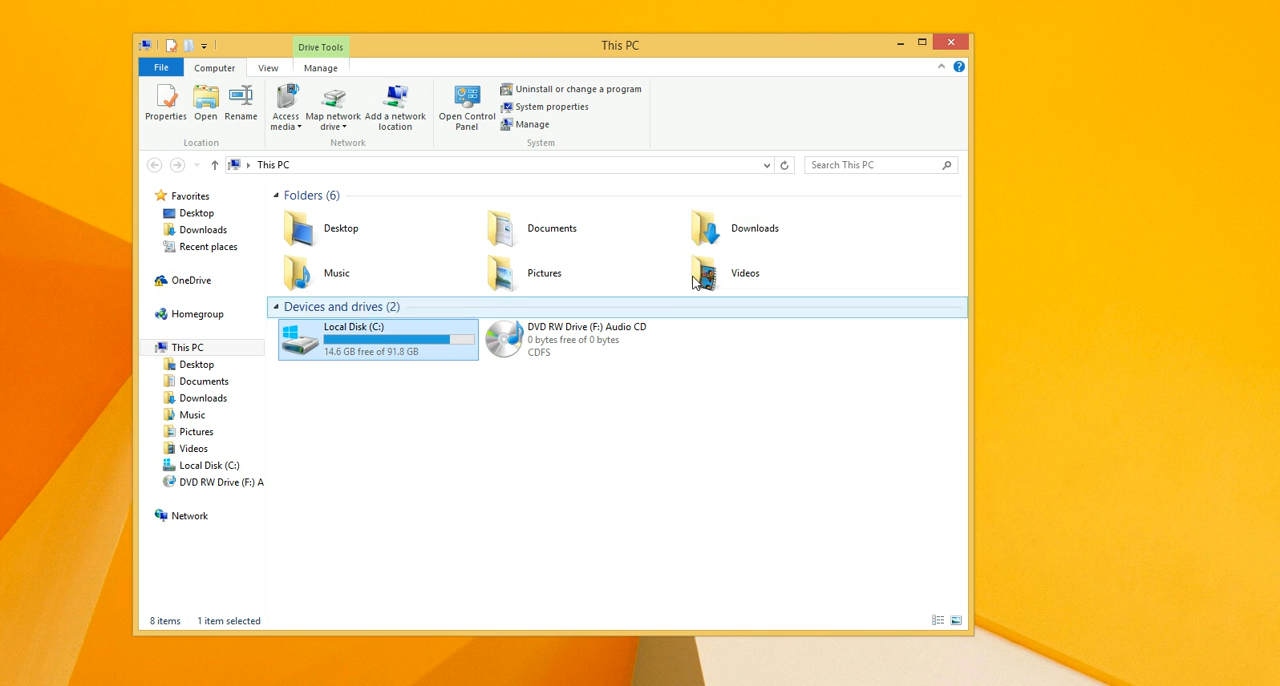 Drive Tools
This PC
File
Computer
View
Manage
Properties
Open
Rename
Access media
Map network drive
Add a network location
Open Control Panel
Uninstall or change a program
System properties
Manage
Location
Network
System
This PC
Search This PC
Favorites
Desktop
Downloads
Recent places
OneDrive
Homegroup
This PC
Desktop
Documents
Downloads
Music
Pictures
Videos
Local Disk (C:)
DVD RW Drive (F:) A
Network
Folders (6)
Desktop
Documents
Downloads
Music
Pictures
Videos
Devices and drives (2)
Local Disk (C:)
14.6 GB free of 91.8 GB
DVD RW Drive (F:) Audio CD
0 bytes free of 0 bytes
CDFS
8 items
1 item selected